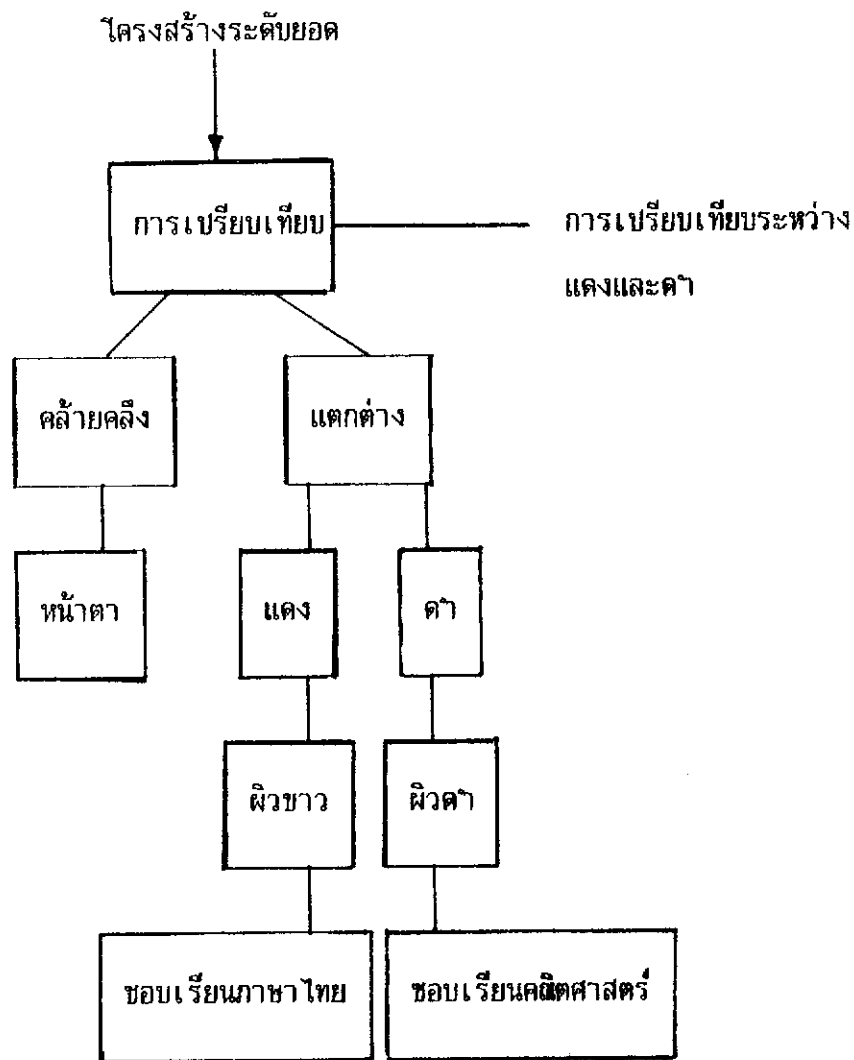 โครงสร้างระดับยอด
การเปรียบเทียบ
การเปรียบเทียบระหว่าง
แดงและดำ
คล้ายคลึง
แตกต่าง
หน้าตา
แดง
ดำ
ผิวขาว
ผิวดำ
ชอบเรียนภาษาไทย
ชอบเรียนคณิตศาสตร์